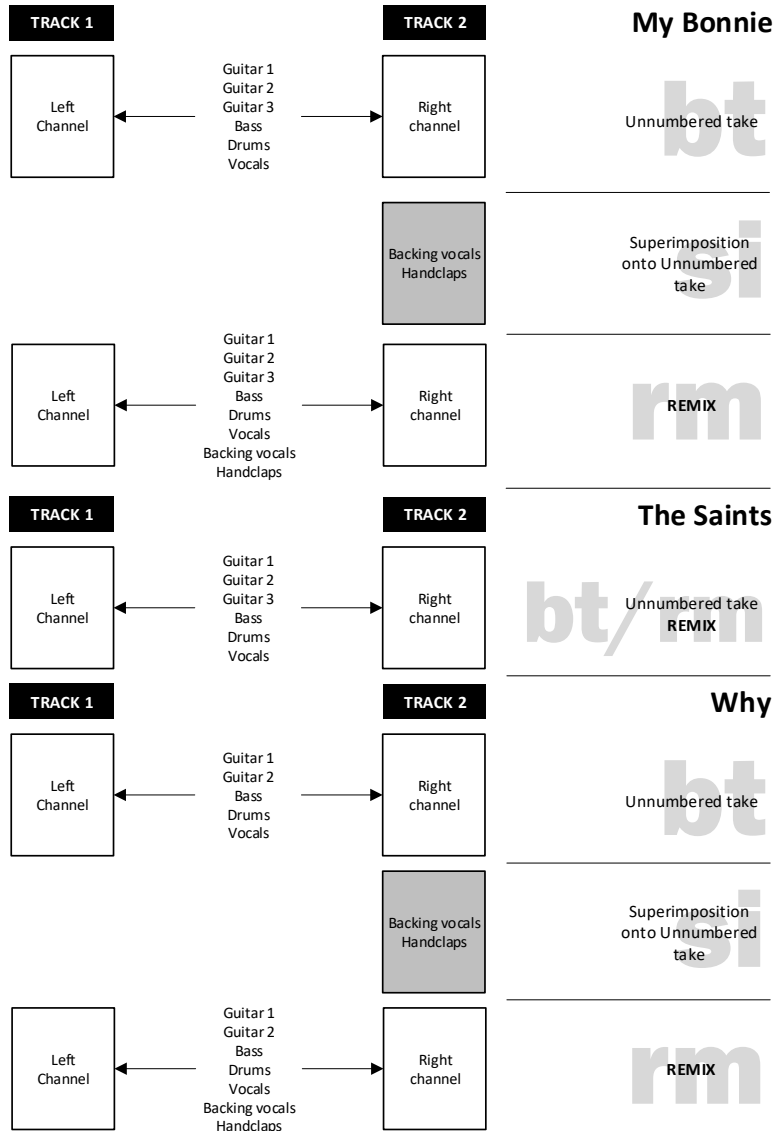 TRACK 1
TRACK 2
My Bonnie
Left
Channel
Guitar 1
Guitar 2
Guitar 3
Bass
Drums
Vocals
Right
channel
bt
Unnumbered take
Backing vocals
Handclaps
si
Superimposition
onto Unnumbered
take
Left
Channel
Guitar 1
Guitar 2
Guitar 3
Bass
Drums
Vocals
Backing vocals
Handclaps
Right
channel
rm
REMIX
TRACK 1
TRACK 2
The Saints
Left
Channel
Guitar 1
Guitar 2
Guitar 3
Bass
Drums
Vocals
Right
channel
bt/rm
Unnumbered take
REMIX
TRACK 1
TRACK 2
Why
Left
Channel
Guitar 1
Guitar 2
Bass
Drums
Vocals
Right
channel
bt
Unnumbered take
Backing vocals
Handclaps
si
Superimposition
onto Unnumbered
take
Left
Channel
Guitar 1
Guitar 2
Bass
Drums
Vocals
Backing vocals
Handclaps
Right
channel
rm
REMIX